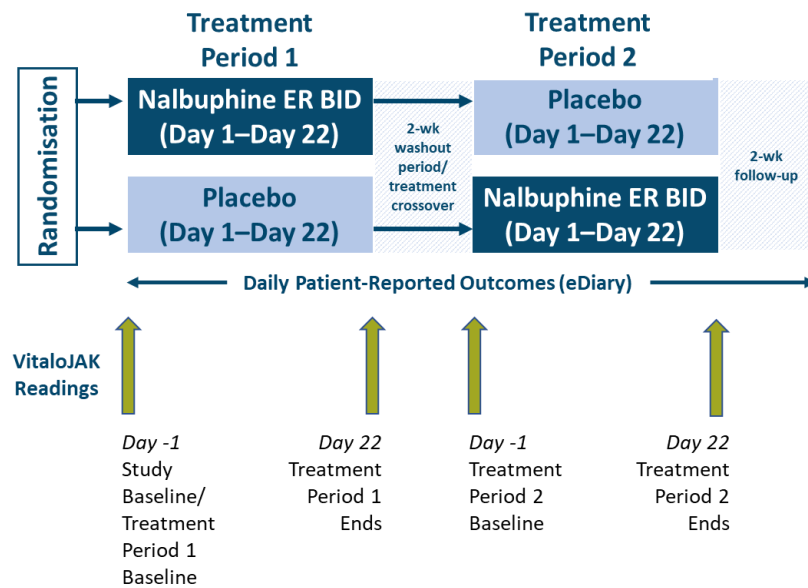 Treatment
Period 1
Treatment
Period 2
Randomisation
Nalbuphine ER BID
(Day 1–Day 22)
2-wk
washout
period/
treatment
crossover
Placebo
(Day 1–Day 22)
2-wk
follow-up
Placebo
(Day 1–Day 22)
Nalbuphine ER BID
(Day 1–Day 22)
Daily Patient-Reported Outcomes (eDiary)
VitaloJAK
Readings
Day -1
Study
Baseline/
Treatment
Period 1
Baseline
Day 22
Treatment
Period 1
Ends
Day -1
Treatment
Period 2
Baseline
Day 22
Treatment
Period 2
Ends